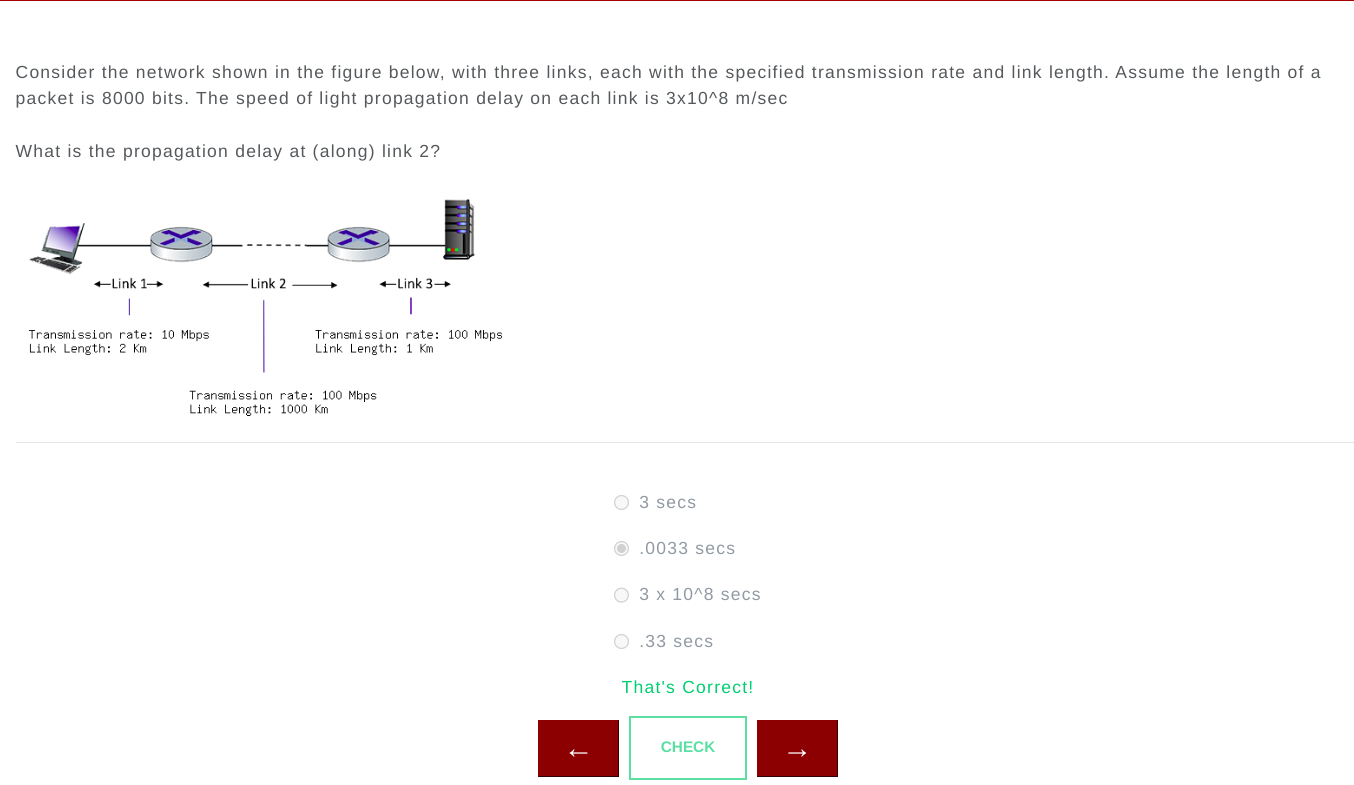 Consider the network shown in the figure below, with three links, each with the specified transmission rate and link length. Assume the length of a
packet is 8000 bits. The speed of light propagation delay on each link is 3x10^8 m/sec
What is the propagation delay at (along) link 2?
Link 1
Link 2
Link 3
Transmission rate: 10 Mbps
Link Length: 2 Km
Transmission rate: 100 Mbps
Link Length: 1 Km
Transmission rate: 100 Mbps
Link Length: 1000 Km
3 secs
.0033 secs
3 x 10^8 secs
.33 secs
That's Correct!
← CHECK →